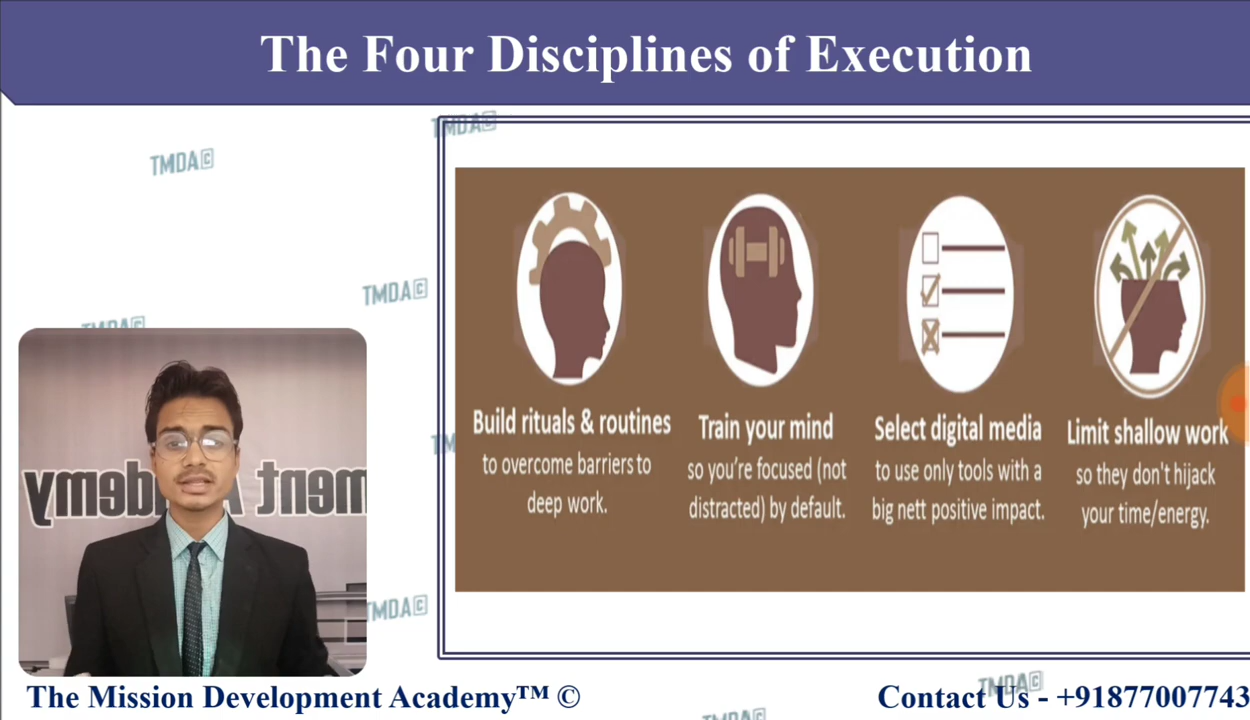 The Four Disciplines of Execution
TMDA©
TMDA©
TMDA©
TMDA©
Build rituals & routines
to overcome barriers to
deep work.
Train your mind
so you're focused (not
distracted) by default.
Select digital media
to use only tools with a
big nett positive impact.
Limit shallow work
so they don't hijack
your time/energy.
ment
TMDA©
The Mission Development Academy™ ©
Contact Us - +91877007743
TMDA©